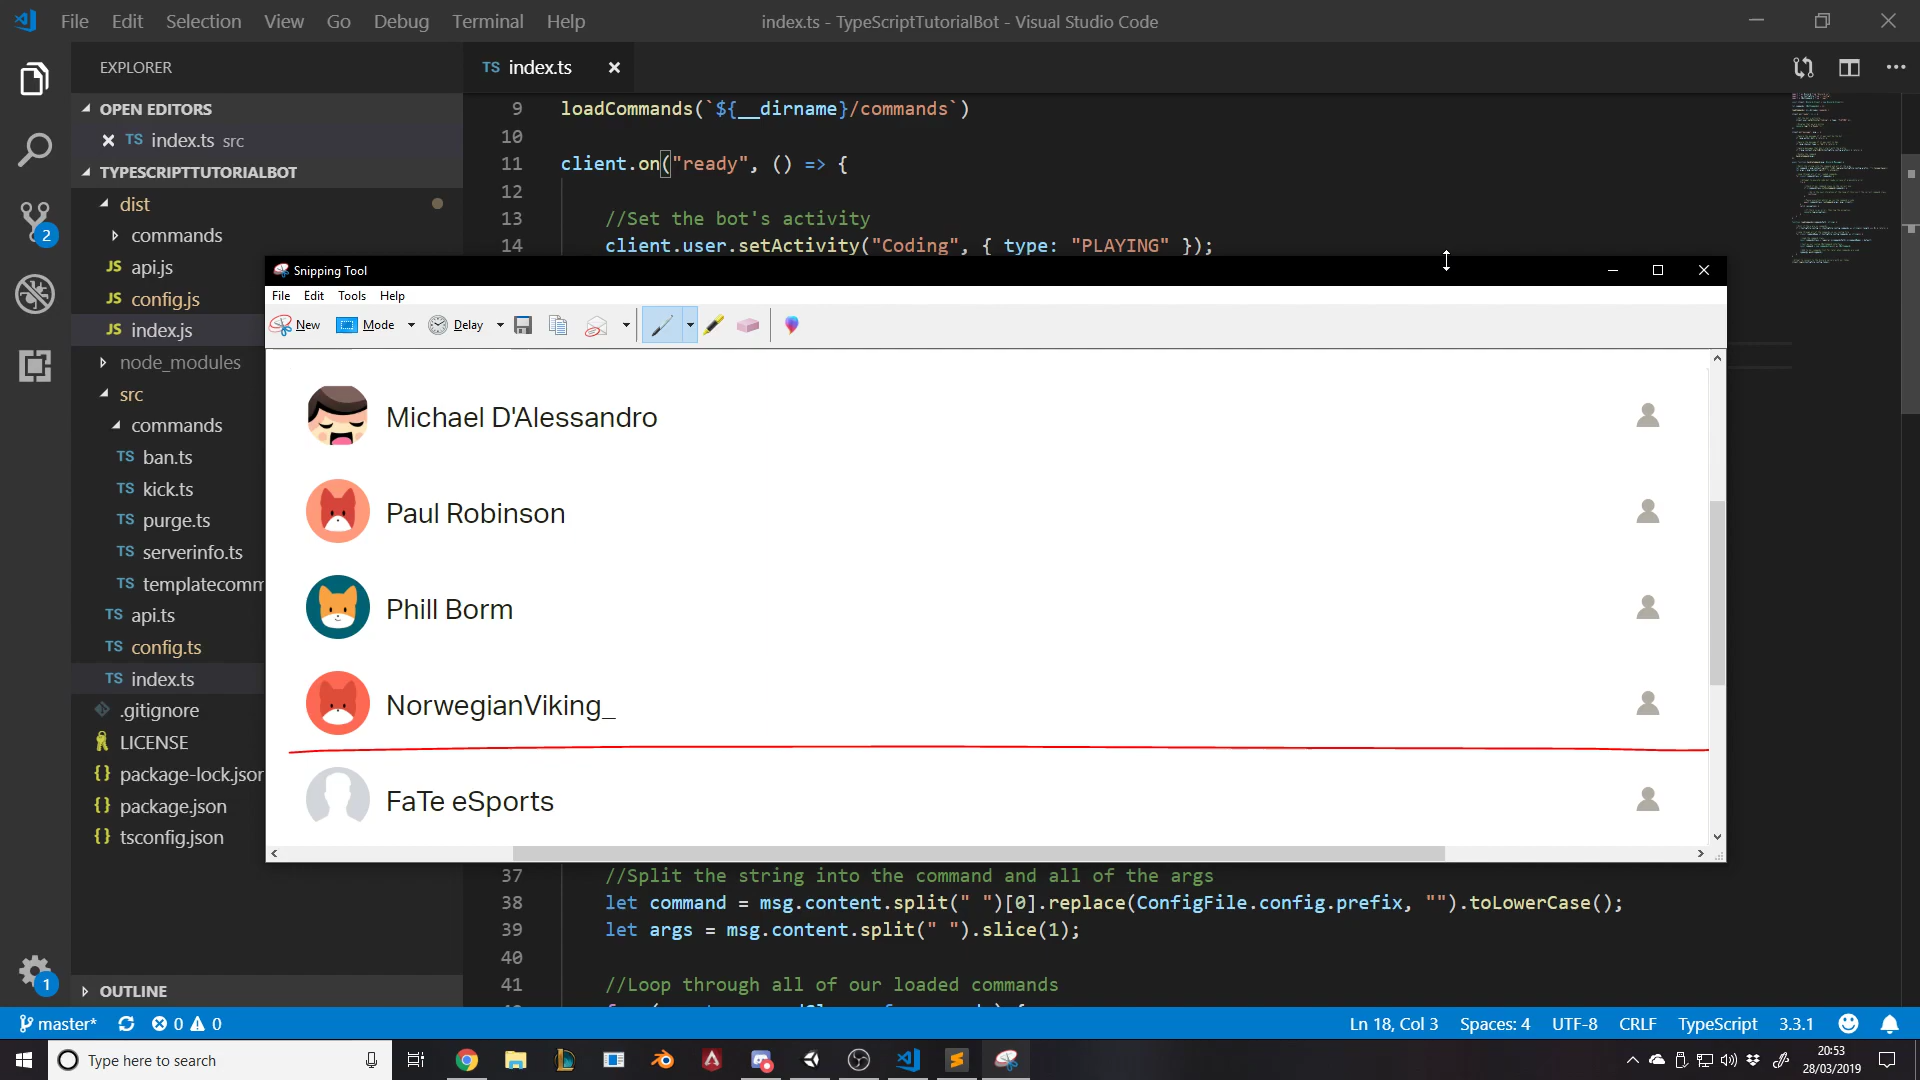 File Edit Selection View Go Debug Terminal Help
index.ts - TypeScriptTutorialBot - Visual Studio Code
EXPLORER
TS index.ts
OPEN EDITORS
TS index.ts src
TYPESCRIPTTUTORIALBOT
dist
commands
JS api.js
JS config.js
JS index.js
node_modules
src
commands
TS ban.ts
TS kick.ts
TS purge.ts
TS serverinfo.ts
TS templatecomm
TS api.ts
TS config.ts
TS index.ts
.gitignore
LICENSE
{} package-lock.jsor
{} package.json
{} tsconfig.json
OUTLINE
2
1
9 loadCommands(`${__dirname}/commands`)
10
11 client.on("ready", () => {
12
13 //Set the bot's activity
14 client.user.setActivity("Coding", { type: "PLAYING" });
Snipping Tool
File Edit Tools Help
New Mode Delay
Michael D'Alessandro
Paul Robinson
Phill Borm
NorwegianViking_
FaTe eSports
37 //Split the string into the command and all of the args
38 let command = msg.content.split(" ")[0].replace(ConfigFile.config.prefix, "").toLowerCase();
39 let args = msg.content.split(" ").slice(1);
40
41 //Loop through all of our loaded commands
master* 0 0
Ln 18, Col 3 Spaces: 4 UTF-8 CRLF TypeScript 3.3.1
Type here to search
20:53
28/03/2019